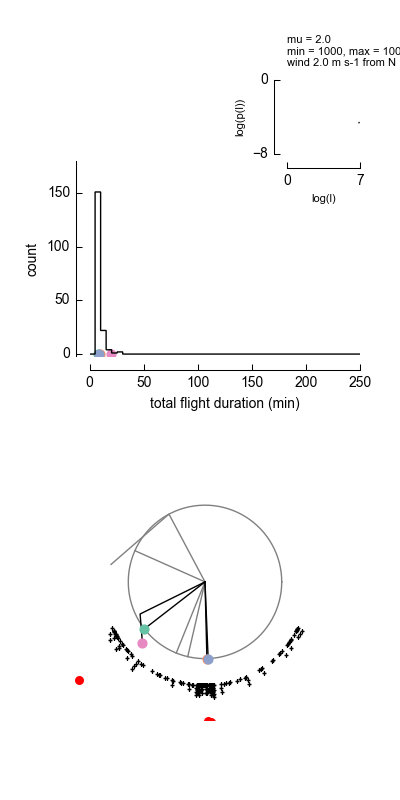 mu = 2.0
min = 1000, max = 100
wind 2.0 m s-1 from N
0
log(p(l))
−8
0 7
log(l)
150
100
count
50
0
0 50 100 150 200 250
total flight duration (min)